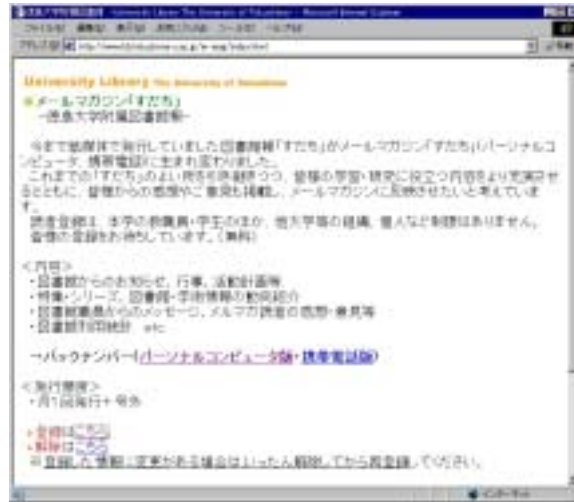 University Library The University of Tokushima
メールマガジン「すだち」
-徳島大学附属図書館報-
今まで紙媒体で発行していました図書館報「すだち」がメールマガジン「すだち」(パーソナルコ
ンピュータ、携帯電話)に生まれ変わりました。
これまでの「すだち」のよい所を引き継ぎつつ、皆様の学習・研究に役立つ内容をより充実させ
るとともに、皆様からの感想やご意見も掲載し、メールマガジンに反映させたいと考えていま
す。
読者登録は、本学の教職員・学生のほか、他大学等の組織、個人など制限はありません。
皆様の登録をお待ちしています。(無料)
<内容>
・図書館からのお知らせ、行事、活動計画等
・特集・シリーズ、図書館・学術情報の動向紹介
・図書館職員からのメッセージ、メルマガ読者の感想・意見等
・図書館利用統計 etc
→バックナンバー(パーソナルコンピュータ版・携帯電話版)
<発行頻度>
・月1回発行+号外
登録はこちら
解除はこちら
※登録した情報に変更がある場合はいったん解除してから再登録してください。